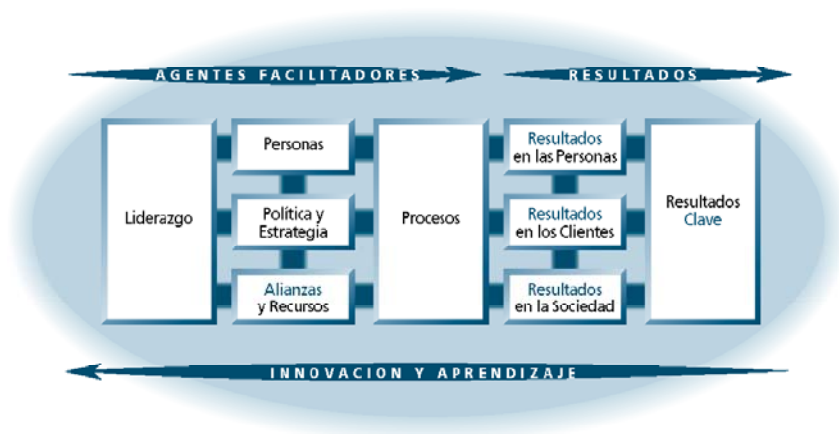 AGENTES FACILITADORES
RESULTADOS
Liderazgo
Personas
Política y
Estrategia
Alianzas
y Recursos
Procesos
Resultados
en las Personas
Resultados
en los Clientes
Resultados
en la Sociedad
Resultados
Clave
INNOVACION Y APRENDIZAJE